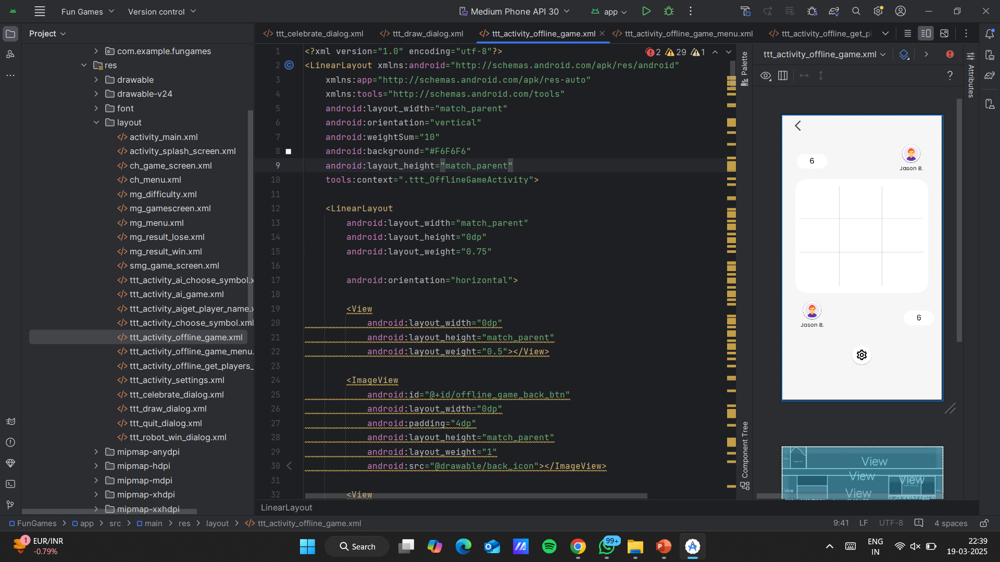 Fun Games
Version control
Medium Phone API 30
app
Project
ttt_celebrate_dialog.xml
ttt_draw_dialog.xml
ttt_activity_offline_game.xml
ttt_activity_offline_game_menu.xml
ttt_activity_offline_get_pl
com.example.fungames
res
drawable
drawable-v24
font
layout
activity_main.xml
activity_splash_screen.xml
ch_game_screen.xml
ch_menu.xml
mg_difficulty.xml
mg_gamescreen.xml
mg_menu.xml
mg_result_lose.xml
mg_result_win.xml
smg_game_screen.xml
ttt_activity_ai_choose_symbol.x
ttt_activity_ai_game.xml
ttt_activity_aiget_player_name.x
ttt_activity_choose_symbol.xml
ttt_activity_offline_game.xml
ttt_activity_offline_game_menu.
ttt_activity_offline_get_players_
ttt_activity_settings.xml
ttt_celebrate_dialog.xml
ttt_draw_dialog.xml
ttt_quit_dialog.xml
ttt_robot_win_dialog.xml
mipmap-anydpi
mipmap-hdpi
mipmap-mdpi
mipmap-xhdpi
mipmap-xxhdpi
1 <?xml version="1.0" encoding="utf-8"?>
2 <LinearLayout xmlns:android="http://schemas.android.com/apk/res/android"
3 xmlns:app="http://schemas.android.com/apk/res-auto"
4 xmlns:tools="http://schemas.android.com/tools"
5 android:layout_width="match_parent"
6 android:orientation="vertical"
7 android:weightSum="10"
8 android:background="#F6F6F6"
9 android:layout_height="match_parent"
10 tools:context=".ttt_OfflineGameActivity">
11
12 <LinearLayout
13 android:layout_width="match_parent"
14 android:layout_height="0dp"
15 android:layout_weight="0.75"
16
17 android:orientation="horizontal">
18
19 <View
20 android:layout_width="0dp"
21 android:layout_height="match_parent"
22 android:layout_weight="0.5"></View>
23
24 <ImageView
25 android:id="@+id/offline_game_back_btn"
26 android:layout_width="0dp"
27 android:padding="4dp"
28 android:layout_height="match_parent"
29 android:layout_weight="1"
30 android:src="@drawable/back_icon"></ImageView>
31
32 <View
2 29 1
LinearLayout
Palette
Component Tree
ttt_activity_offline_game.xml
Attributes
6
Jason B.
Jason B.
6
View
View
View
View
View
FunGames
app
src
main
res
layout
ttt_activity_offline_game.xml
9:41
LF
UTF-8
4 spaces
1
EUR/INR
-0.79%
Search
99+
ENG
IN
22:39
19-03-2025